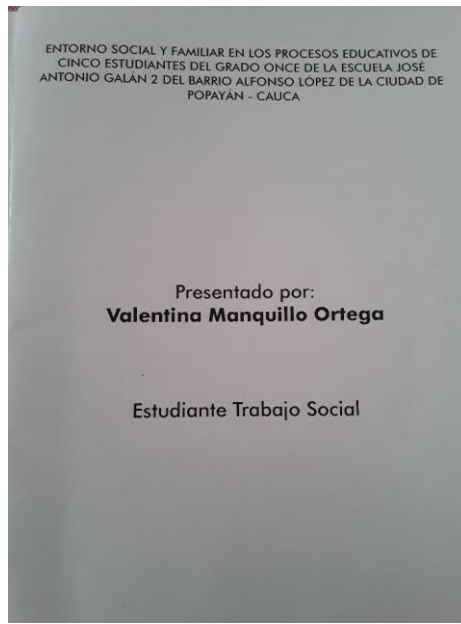 ENTORNO SOCIAL Y FAMILIAR EN LOS PROCESOS EDUCATIVOS DE
CINCO ESTUDIANTES DEL GRADO ONCE DE LA ESCUELA JOSÉ
ANTONIO GALÁN 2 DEL BARRIO ALFONSO LÓPEZ DE LA CIUDAD DE
POPAYÁN - CAUCA
Presentado por:
Valentina Manquillo Ortega
Estudiante Trabajo Social